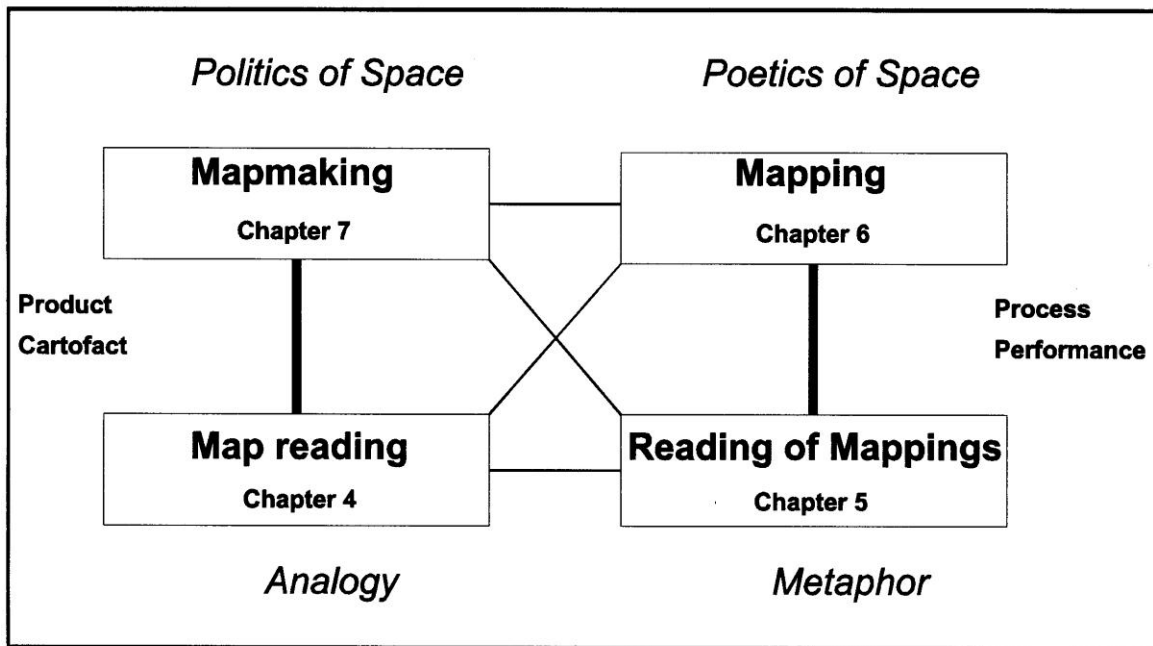 Politics of Space
Poetics of Space
Mapmaking
Chapter 7
Mapping
Chapter 6
Product
Cartofact
Process
Performance
Map reading
Chapter 4
Reading of Mappings
Chapter 5
Analogy
Metaphor